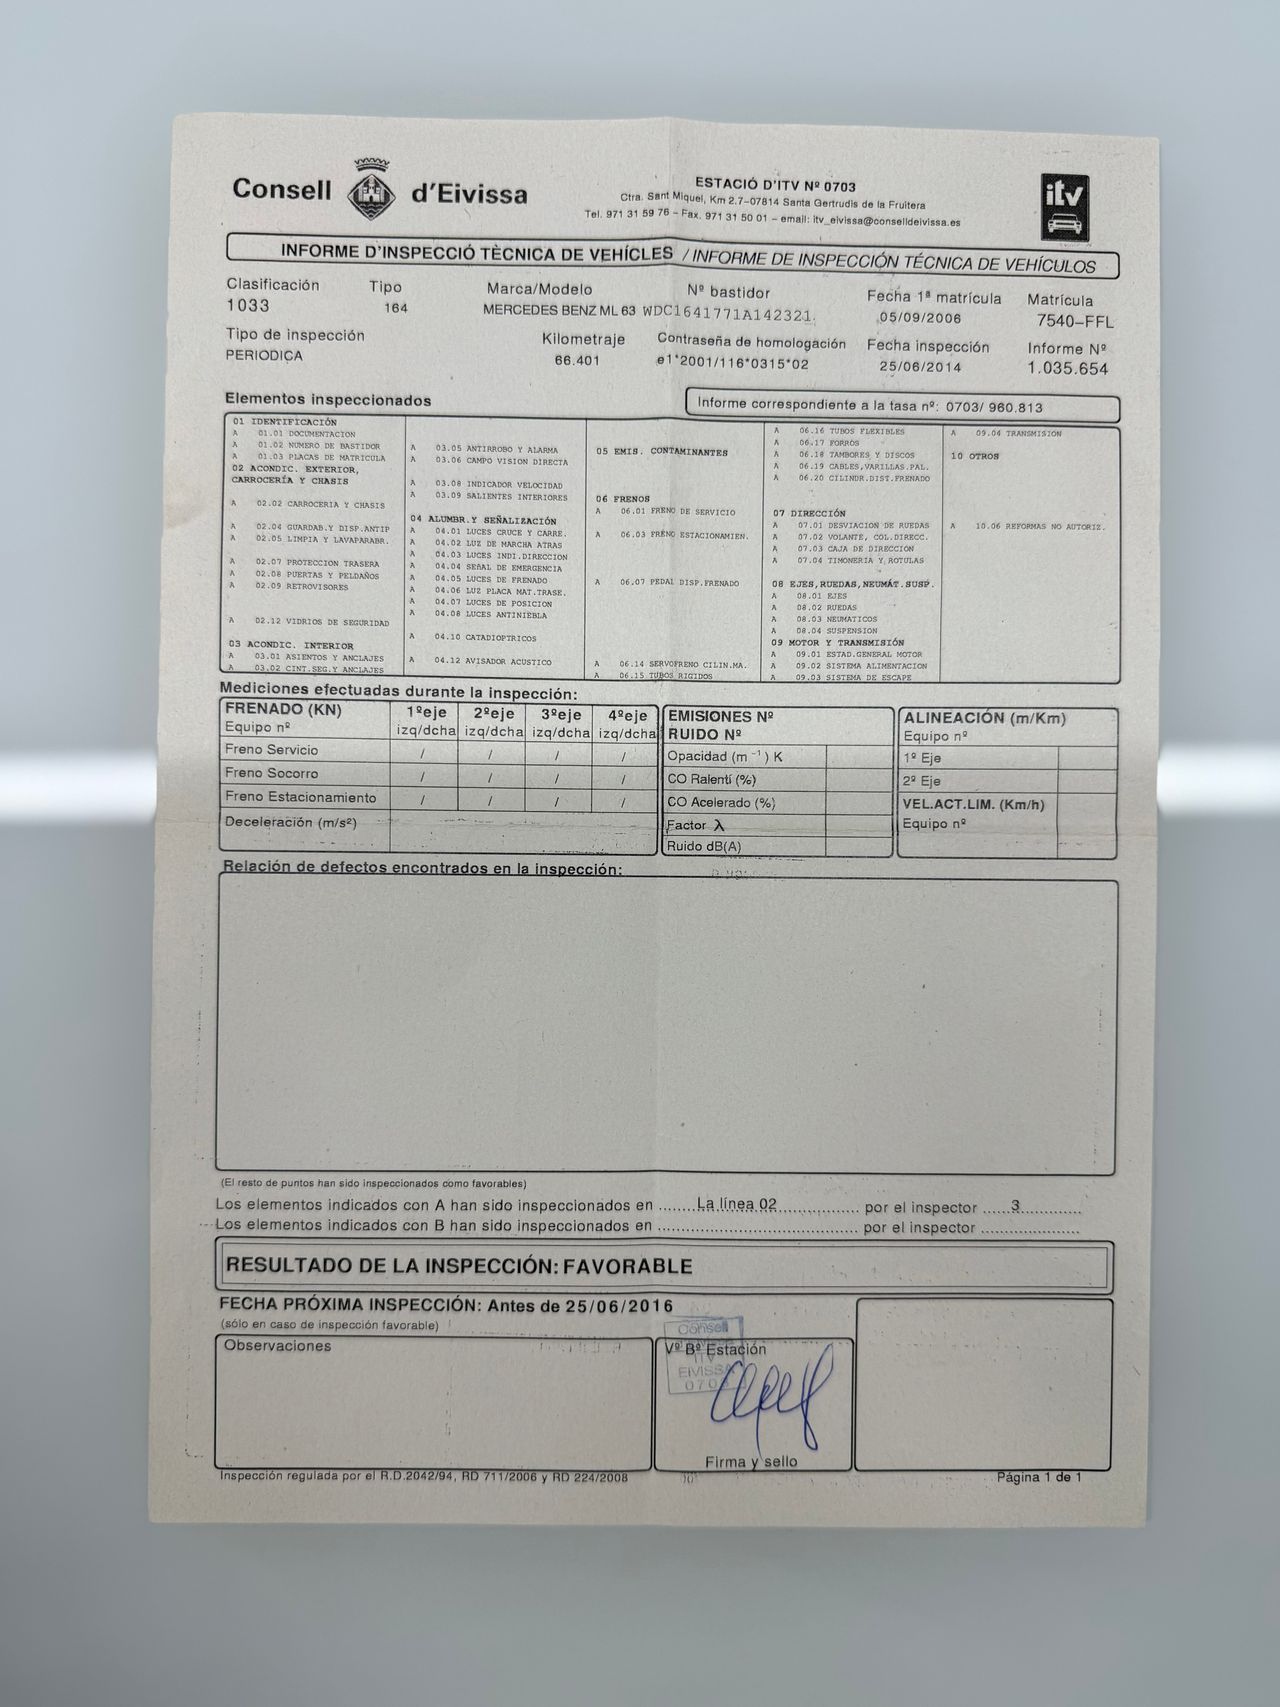 Consell d'Eivissa
ESTACIÓ D'ITV Nº 0703
Ctra. Sant Miquel, Km 2.7-07814 Santa Gertrudis de la Fruitera
Tel. 971 31 59 76 – Fax. 971 31 50 01 – email: itv_eivissa@conselldeivissa.es
itv
INFORME D'INSPECCIÓ TÈCNICA DE VEHÍCLES / INFORME DE INSPECCIÓN TÉCNICA DE VEHÍCULOS
Clasificación Tipo Marca/Modelo Nº bastidor Fecha 1ª matrícula Matrícula
1033 164 MERCEDES BENZ ML 63 WDC1641771A142321. 05/09/2006 7540-FFL
Tipo de inspección Kilometraje Contraseña de homologación Fecha inspección Informe Nº
PERIODICA 66.401 e1*2001/116*0315*02 25/06/2014 1.035.654
Elementos inspeccionados
Informe correspondiente a la tasa nº: 0703/ 960.813
01 IDENTIFICACIÓN
A 01.01 DOCUMENTACION
A 01.02 NUMERO DE BASTIDOR
A 01.03 PLACAS DE MATRICULA
02 ACONDIC. EXTERIOR,
CARROCERÍA Y CHASIS
A 02.02 CARROCERIA Y CHASIS
A 02.04 GUARDAB.Y DISP.ANTIP
A 02.05 LIMPIA Y LAVAPARABR.
A 02.07 PROTECCION TRASERA
A 02.08 PUERTAS Y PELDAÑOS
A 02.09 RETROVISORES
A 02.12 VIDRIOS DE SEGURIDAD
03 ACONDIC. INTERIOR
A 03.01 ASIENTOS Y ANCLAJES
A 03.02 CINT.SEG.Y ANCLAJES
A 03.05 ANTIRROBO Y ALARMA
A 03.06 CAMPO VISION DIRECTA
A 03.08 INDICADOR VELOCIDAD
A 03.09 SALIENTES INTERIORES
04 ALUMBR.Y SEÑALIZACIÓN
A 04.01 LUCES CRUCE Y CARRE.
A 04.02 LUZ DE MARCHA ATRAS
A 04.03 LUCES INDI.DIRECCION
A 04.04 SEÑAL DE EMERGENCIA
A 04.05 LUCES DE FRENADO
A 04.06 LUZ PLACA MAT.TRASE.
A 04.07 LUCES DE POSICION
A 04.08 LUCES ANTINIEBLA
A 04.10 CATADIOPTRICOS
A 04.12 AVISADOR ACUSTICO
05 EMIS. CONTAMINANTES
06 FRENOS
A 06.01 FRENO DE SERVICIO
A 06.03 FRENO ESTACIONAMIEN.
A 06.07 PEDAL DISP.FRENADO
A 06.14 SERVOFRENO CILIN.MA.
A 06.15 TUBOS RIGIDOS
A 06.16 TUBOS FLEXIBLES
A 06.17 FORROS
A 06.18 TAMBORES Y DISCOS
A 06.19 CABLES,VARILLAS.PAL.
A 06.20 CILINDR.DIST.FRENADO
07 DIRECCIÓN
A 07.01 DESVIACION DE RUEDAS
A 07.02 VOLANTE, COL.DIRECC.
A 07.03 CAJA DE DIRECCION
A 07.04 TIMONERIA Y ROTULAS
08 EJES,RUEDAS,NEUMÁT.SUSP.
A 08.01 EJES
A 08.02 RUEDAS
A 08.03 NEUMATICOS
A 08.04 SUSPENSION
09 MOTOR Y TRANSMISIÓN
A 09.01 ESTAD.GENERAL MOTOR
A 09.02 SISTEMA ALIMENTACION
A 09.03 SISTEMA DE ESCAPE
A 09.04 TRANSMISION
10 OTROS
A 10.06 REFORMAS NO AUTORIZ.
Mediciones efectuadas durante la inspección:
FRENADO (KN) 1ºeje 2ºeje 3ºeje 4ºeje
Equipo nº izq/dcha izq/dcha izq/dcha izq/dcha
Freno Servicio / / / /
Freno Socorro / / / /
Freno Estacionamiento / / / /
Deceleración (m/s²)
EMISIONES Nº
RUIDO Nº
Opacidad (m⁻¹) K
CO Ralentí (%)
CO Acelerado (%)
Factor λ
Ruido dB(A)
ALINEACIÓN (m/Km)
Equipo nº
1º Eje
2º Eje
VEL.ACT.LIM. (Km/h)
Equipo nº
Relación de defectos encontrados en la inspección:
(El resto de puntos han sido inspeccionados como favorables)
Los elementos indicados con A han sido inspeccionados en ........La línea 02................ por el inspector ......3.............
Los elementos indicados con B han sido inspeccionados en ........................................ por el inspector ....................
RESULTADO DE LA INSPECCIÓN: FAVORABLE
FECHA PRÓXIMA INSPECCIÓN: Antes de 25/06/2016
(sólo en caso de inspección favorable)
Observaciones
Vº Bº Estación
Consell
ITV
EIVISSA
Firma y sello
Inspección regulada por el R.D.2042/94, RD 711/2006 y RD 224/2008
Página 1 de 1